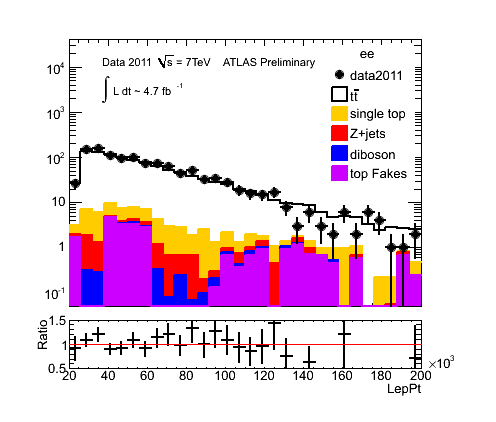 ee
Data 2011 √s = 7TeV ATLAS Preliminary
∫ L dt ~ 4.7 fb⁻¹
data2011
tt̄
single top
Z+jets
diboson
top Fakes
10⁴
10³
10²
10
1
10⁻¹
Ratio
1.5
1
0.5
20 40 60 80 100 120 140 160 180 200
×10³
LepPt